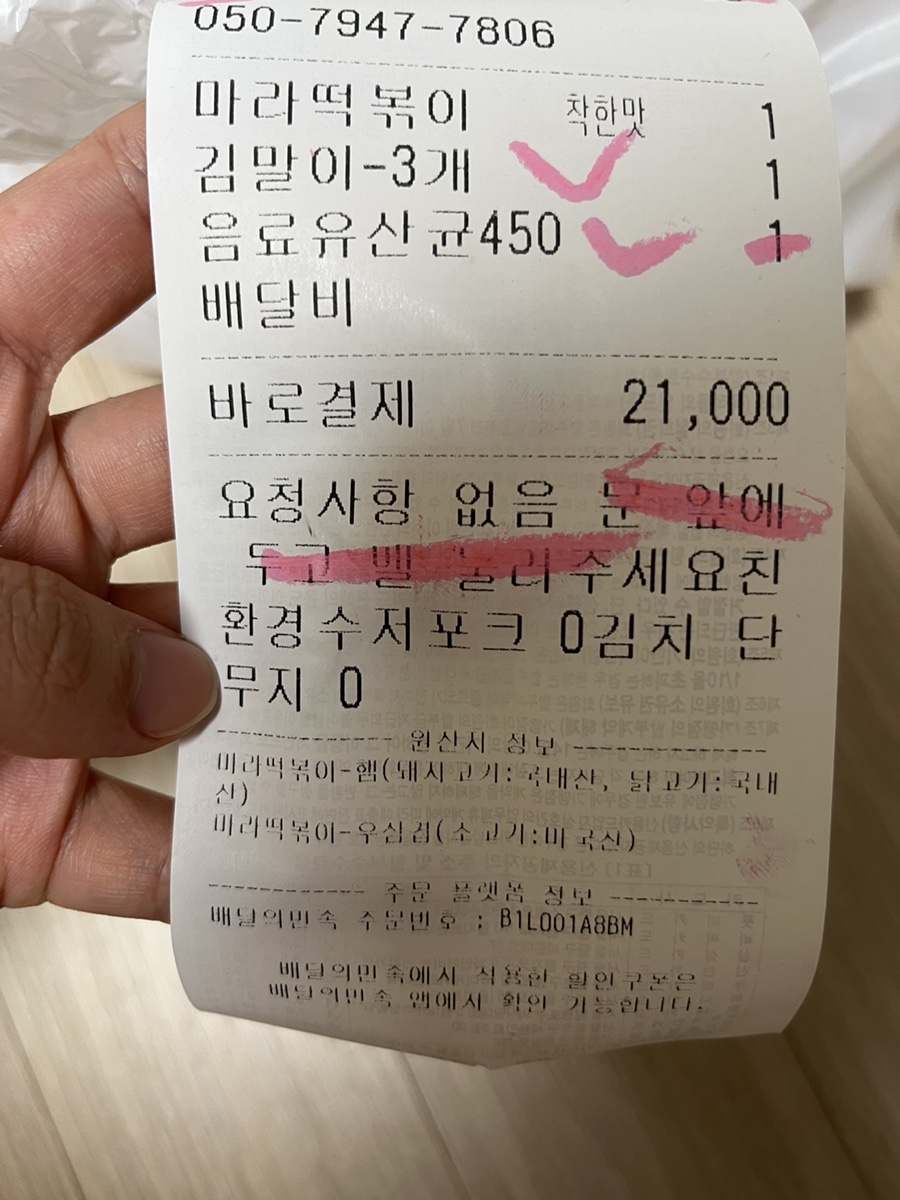 050-7947-7806
마라떡볶이 착한맛 1
김말이-3개 1
음료유산균450 1
배달비
바로결제 21,000
요청사항 없음 문 앞에
두고 벨 눌러주세요친
환경수저포크 0김치 단
무지 0
원산지 정보
마라떡볶이-햄(돼지고기:국내산, 닭고기:국내
산)
마라떡볶이-우삼겹(소고기:미국산)
주문 플랫폼 정보
배달의민족 주문번호 : B1L001A8BM
배달의민족에서 적용한 할인쿠폰은
배달의민족 앱에서 확인 가능합니다.